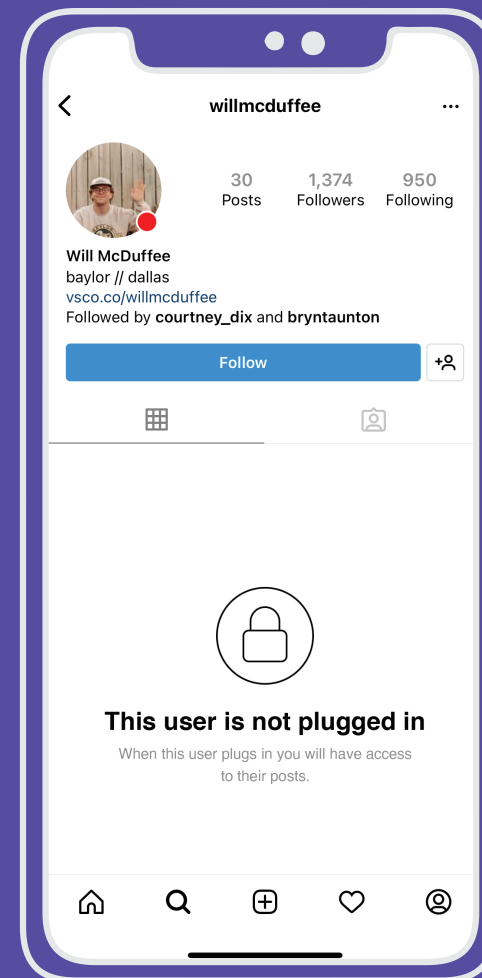 willmcduffee
30 1,374 950
Posts Followers Following
Will McDuffee
baylor // dallas
vsco.co/willmcduffee
Followed by courtney_dix and bryntaunton
Follow
This user is not plugged in
When this user plugs in you will have access
to their posts.